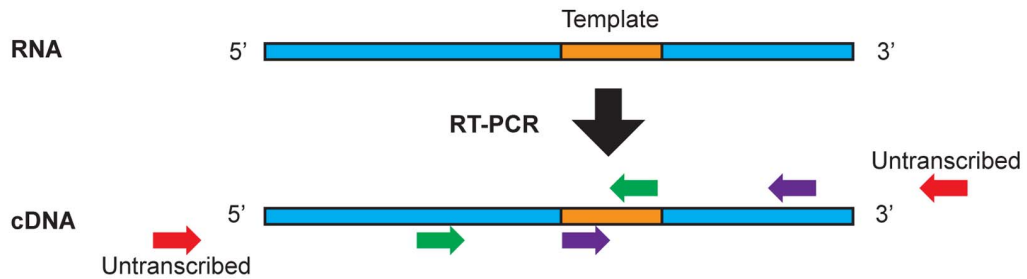 Template
RNA 5’ 3’
RT-PCR
Untranscribed
cDNA 5’ 3’
Untranscribed